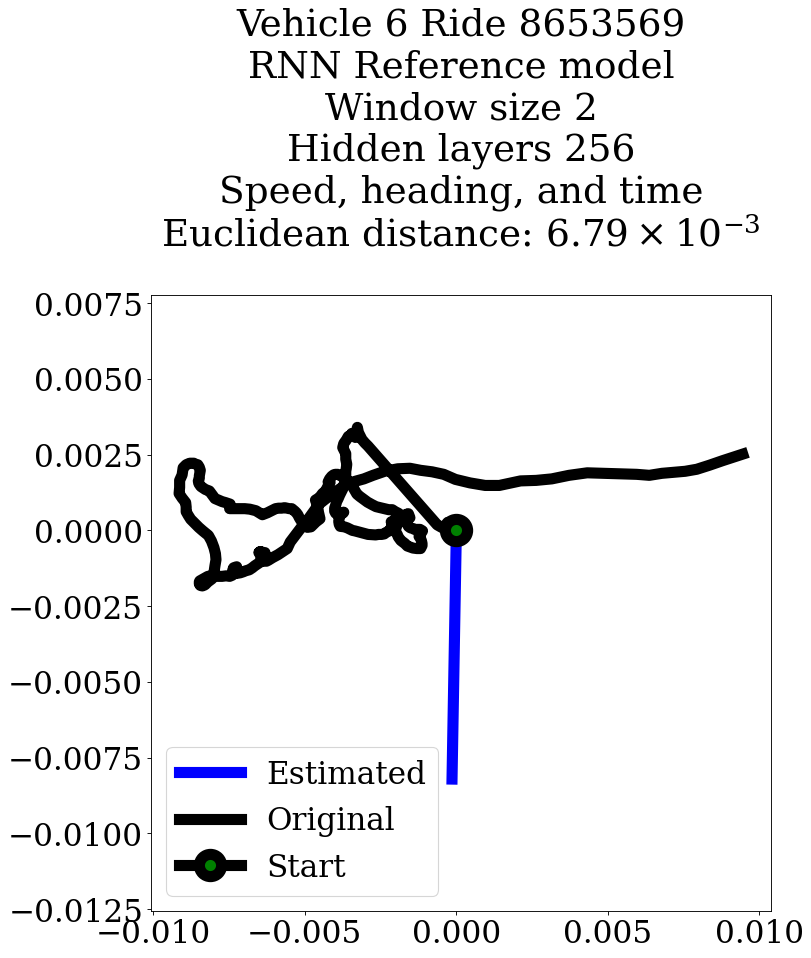 Vehicle 6 Ride 8653569
RNN Reference model
Window size 2
Hidden layers 256
Speed, heading, and time
Euclidean distance: 6.79 × 10⁻³
0.0075
0.0050
0.0025
0.0000
−0.0025
−0.0050
−0.0075
−0.0100
−0.0125
Estimated
Original
Start
−0.010 −0.005 0.000 0.005 0.010